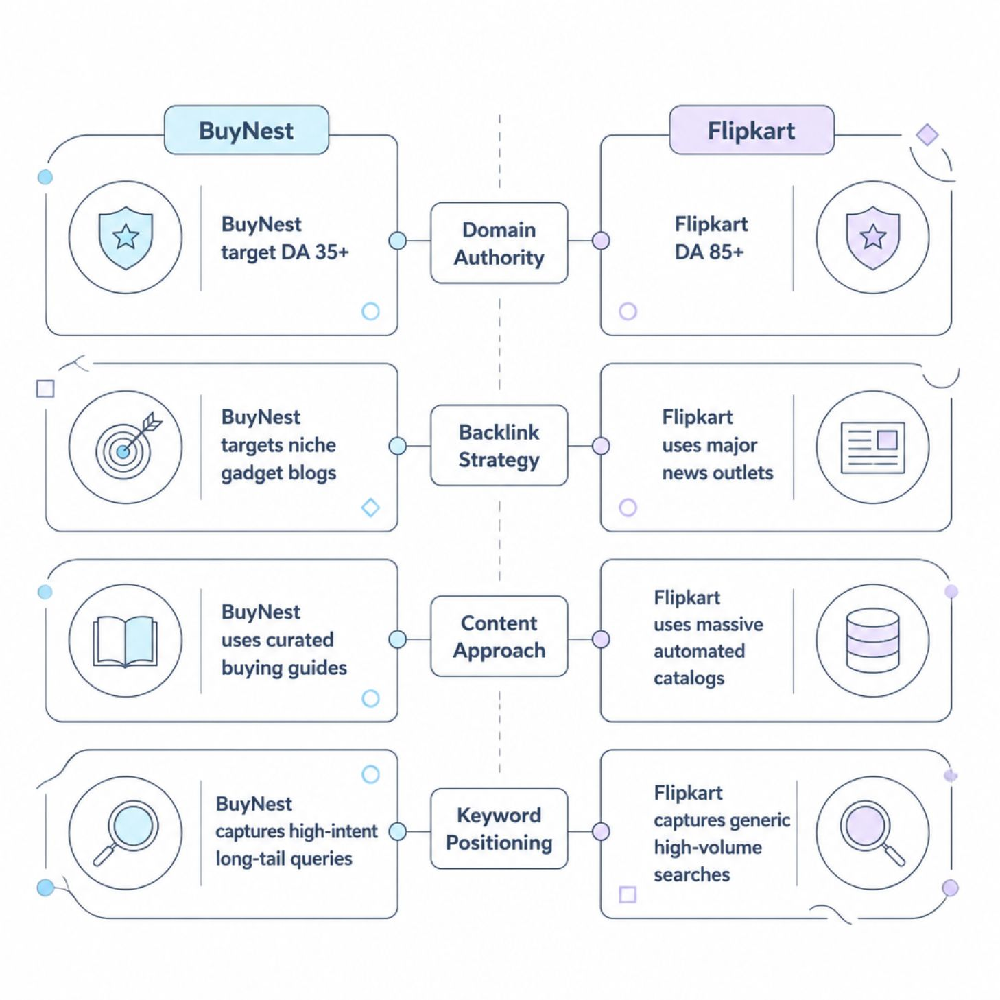 BuyNest
Flipkart
BuyNest
target DA 35+
Domain
Authority
Flipkart
DA 85+
BuyNest
targets niche
gadget blogs
Backlink
Strategy
Flipkart
uses major
news outlets
BuyNest
uses curated
buying guides
Content
Approach
Flipkart
uses massive
automated
catalogs
BuyNest
captures high-intent
long-tail queries
Keyword
Positioning
Flipkart
captures generic
high-volume
searches